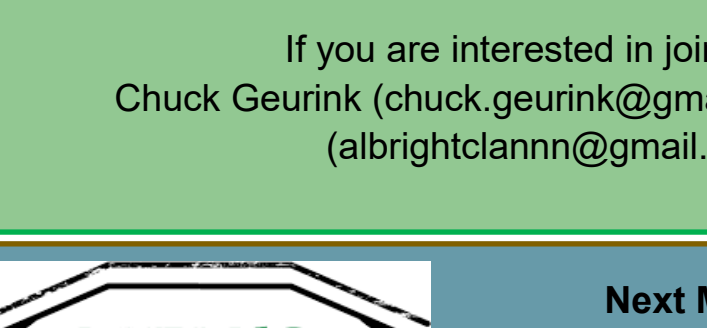 If you are interested in joi
Chuck Geurink (chuck.geurink@gm
(albrightclannn@gmail.
Next